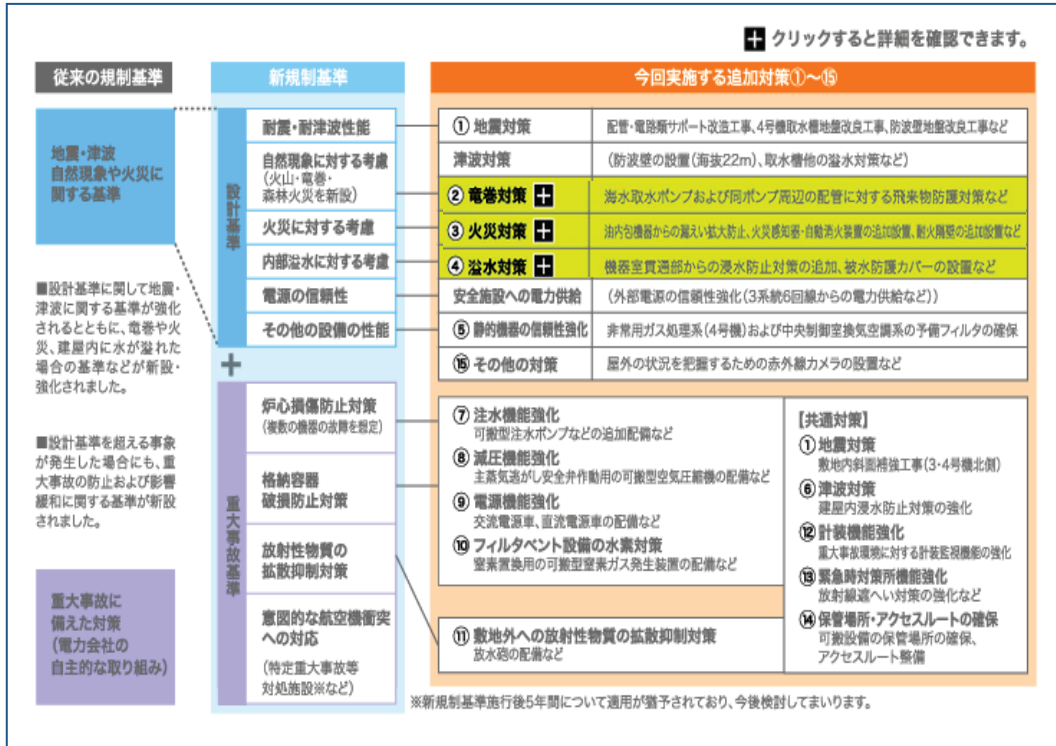 + クリックすると詳細を確認できます。
従来の規制基準
新規制基準
今回実施する追加対策①〜⑮
地震・津波
自然現象や火災に
関する基準
■設計基準に関して地震・
津波に関する基準が強化
されるとともに、竜巻や火
災、建屋内に水が溢れた
場合の基準などが新設・
強化されました。
■設計基準を超える事象
が発生した場合にも、重
大事故の防止および影響
緩和に関する基準が新設
されました。
重大事故に
備えた対策
(電力会社の
自主的な取り組み)
設計基準
耐震・耐津波性能
自然現象に対する考慮
(火山・竜巻・
森林火災を新設)
火災に対する考慮
内部溢水に対する考慮
電源の信頼性
その他の設備の性能
+
重大事故基準
炉心損傷防止対策
(複数の機器の故障を想定)
格納容器
破損防止対策
放射性物質の
拡散抑制対策
意図的な航空機衝突
への対応
(特定重大事故等
対処施設※など)
① 地震対策 配管・電路類サポート改造工事、4号機取水槽地盤改良工事、防波壁地盤改良工事など
津波対策 (防波壁の設置(海抜22m)、取水槽他の溢水対策など)
② 竜巻対策 + 海水取水ポンプおよび同ポンプ周辺の配管に対する飛来物防護対策など
③ 火災対策 + 油内包機器からの漏えい拡大防止、火災感知器・自動消火装置の追加設置、耐火隔壁の追加設置など
④ 溢水対策 + 機器室貫通部からの浸水防止対策の追加、被水防護カバーの設置など
安全施設への電力供給 (外部電源の信頼性強化(3系統6回線からの電力供給など))
⑤ 静的機器の信頼性強化 非常用ガス処理系(4号機)および中央制御室換気空調系の予備フィルタの確保
⑮ その他の対策 屋外の状況を把握するための赤外線カメラの設置など
⑦ 注水機能強化
可搬型注水ポンプなどの追加配備など
⑧ 減圧機能強化
主蒸気逃がし安全弁作動用の可搬型空気圧縮機の配備など
⑨ 電源機能強化
交流電源車、直流電源車の配備など
⑩ フィルタベント設備の水素対策
窒素置換用の可搬型窒素ガス発生装置の配備など
⑪ 敷地外への放射性物質の拡散抑制対策
放水砲の配備など
【共通対策】
① 地震対策
敷地内斜面補強工事(3・4号機北側)
⑥ 津波対策
建屋内浸水防止対策の強化
⑫ 計装機能強化
重大事故環境に対する計装監視機能の強化
⑬ 緊急時対策所機能強化
放射線遮へい対策の強化など
⑭ 保管場所・アクセスルートの確保
可搬設備の保管場所の確保、
アクセスルート整備
※新規制基準施行後5年間について適用が猶予されており、今後検討してまいります。